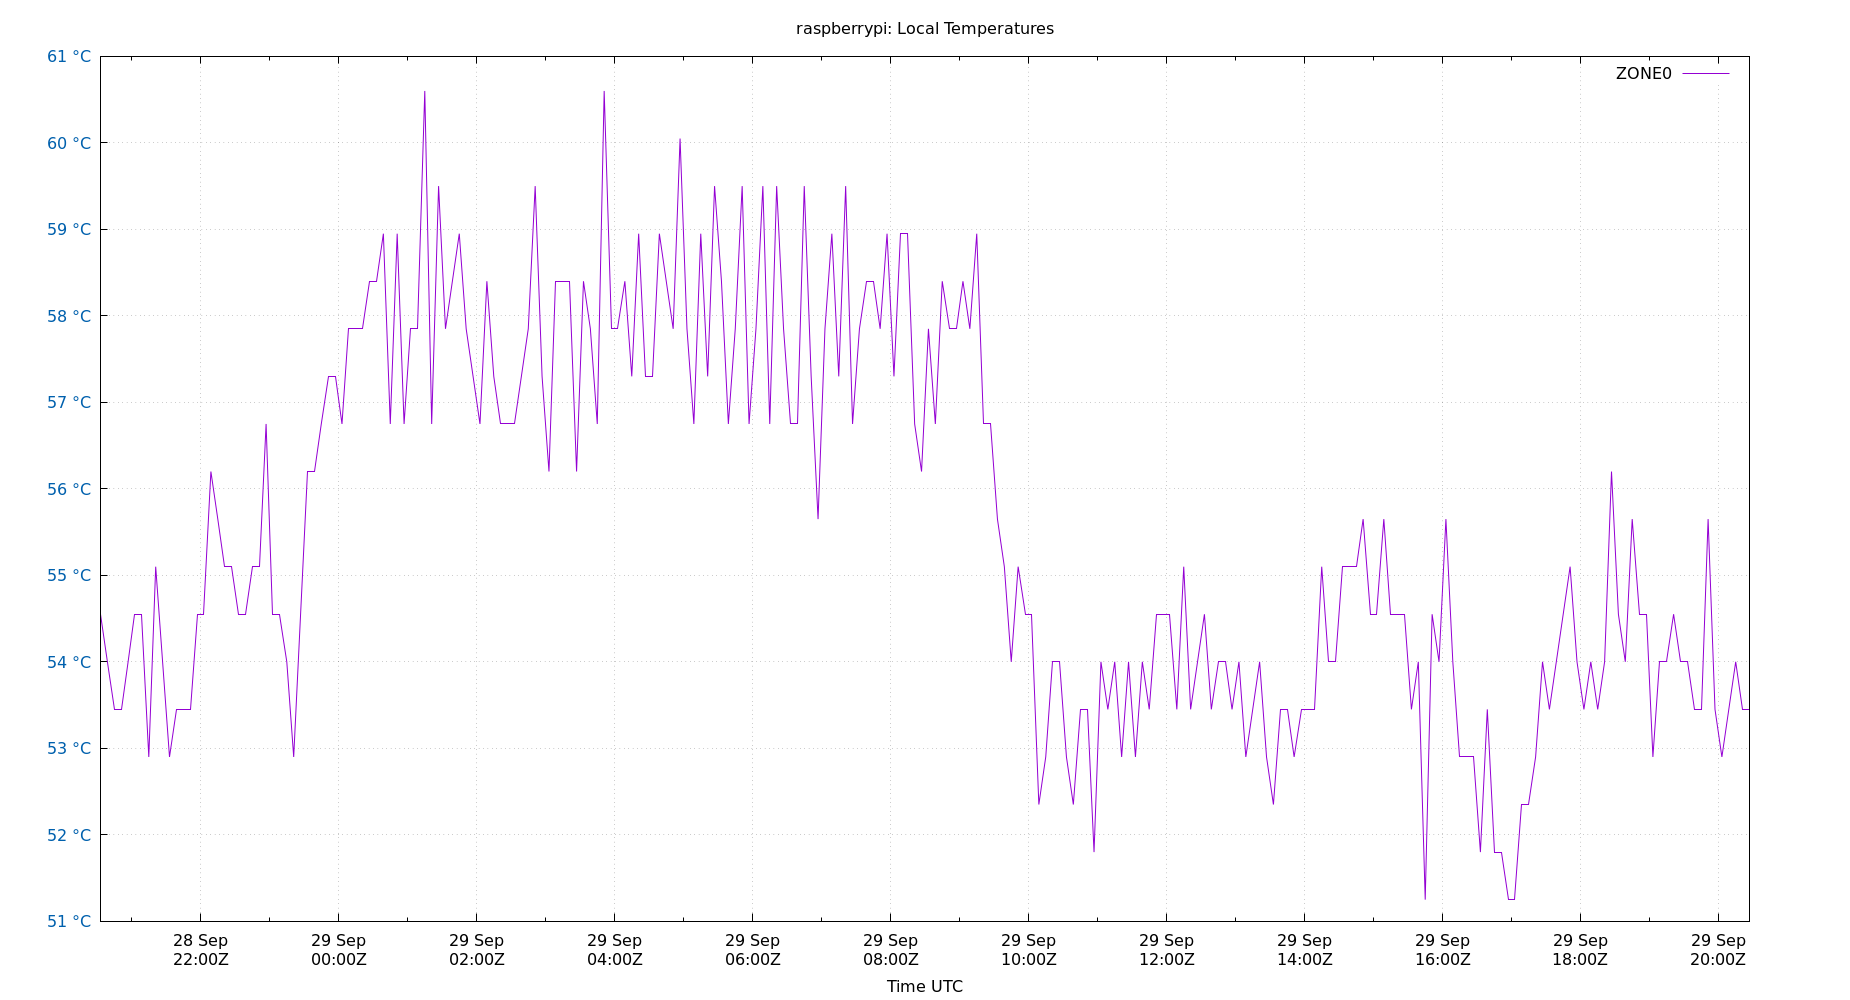 raspberrypi: Local Temperatures
61 °C
ZONE0
60 °C
59 °C
58 °C
57 °C
56 °C
55 °C
54 °C
53 °C
52 °C
51 °C
28 Sep 29 Sep 29 Sep 29 Sep 29 Sep 29 Sep 29 Sep 29 Sep 29 Sep 29 Sep 29 Sep 29 Sep
22:00Z 00:00Z 02:00Z 04:00Z 06:00Z 08:00Z 10:00Z 12:00Z 14:00Z 16:00Z 18:00Z 20:00Z
Time UTC